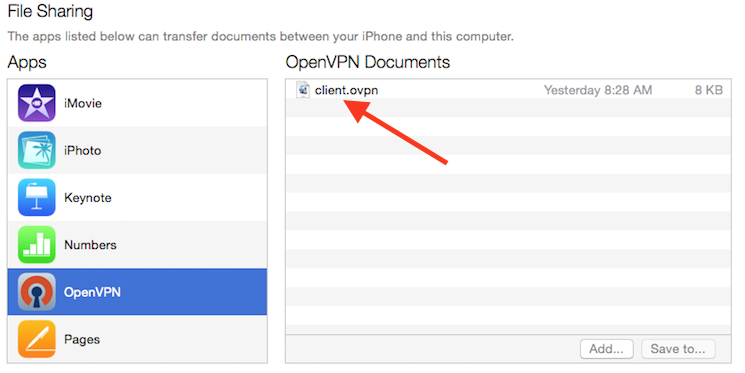 File Sharing
The apps listed below can transfer documents between your iPhone and this computer.
Apps
iMovie
iPhoto
Keynote
Numbers
OpenVPN
Pages
OpenVPN Documents
client.ovpn Yesterday 8:28 AM 8 KB
Add... Save to...